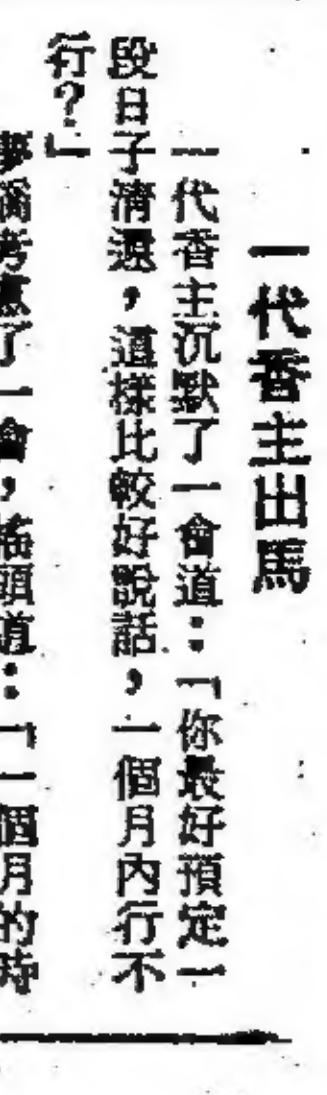 一代香主出馬
一代香主沉默了一會道：「你最好預定一
段日子清還，這樣比較好說話，一個月內行不
行？」
考慮了一會，搖頭道：「一個月的時